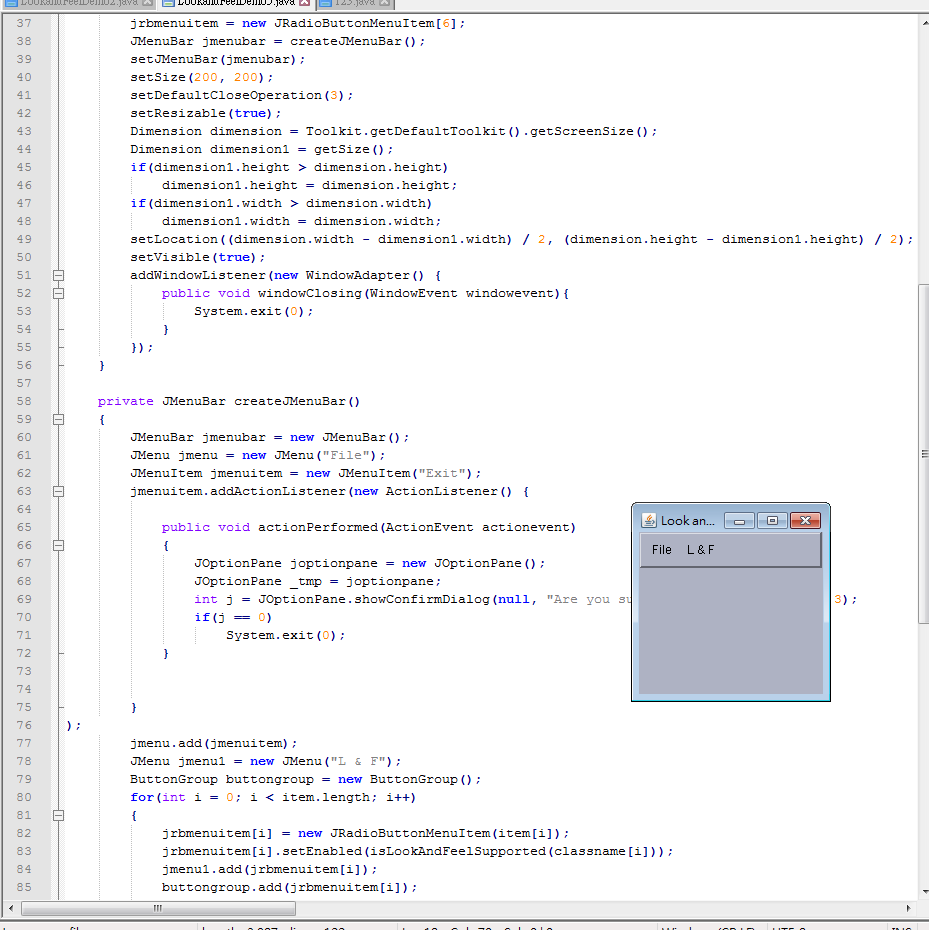 LookandFeelDemo2.java LookandFeelDemo3.java 123.java
37 jrbmenuitem = new JRadioButtonMenuItem[6];
38 JMenuBar jmenubar = createJMenuBar();
39 setJMenuBar(jmenubar);
40 setSize(200, 200);
41 setDefaultCloseOperation(3);
42 setResizable(true);
43 Dimension dimension = Toolkit.getDefaultToolkit().getScreenSize();
44 Dimension dimension1 = getSize();
45 if(dimension1.height > dimension.height)
46 dimension1.height = dimension.height;
47 if(dimension1.width > dimension.width)
48 dimension1.width = dimension.width;
49 setLocation((dimension.width - dimension1.width) / 2, (dimension.height - dimension1.height) / 2);
50 setVisible(true);
51 addWindowListener(new WindowAdapter() {
52 public void windowClosing(WindowEvent windowevent){
53 System.exit(0);
54 }
55 });
56 }
57
58 private JMenuBar createJMenuBar()
59 {
60 JMenuBar jmenubar = new JMenuBar();
61 JMenu jmenu = new JMenu("File");
62 JMenuItem jmenuitem = new JMenuItem("Exit");
63 jmenuitem.addActionListener(new ActionListener() {
64
65 public void actionPerformed(ActionEvent actionevent)
66 {
67 JOptionPane joptionpane = new JOptionPane();
68 JOptionPane _tmp = joptionpane;
69 int j = JOptionPane.showConfirmDialog(null, "Are you su 3);
70 if(j == 0)
71 System.exit(0);
72 }
73
74
75 }
76 );
77 jmenu.add(jmenuitem);
78 JMenu jmenu1 = new JMenu("L & F");
79 ButtonGroup buttongroup = new ButtonGroup();
80 for(int i = 0; i < item.length; i++)
81 {
82 jrbmenuitem[i] = new JRadioButtonMenuItem(item[i]);
83 jrbmenuitem[i].setEnabled(isLookAndFeelSupported(classname[i]));
84 jmenu1.add(jrbmenuitem[i]);
85 buttongroup.add(jrbmenuitem[i]);
Look an...
File L & F